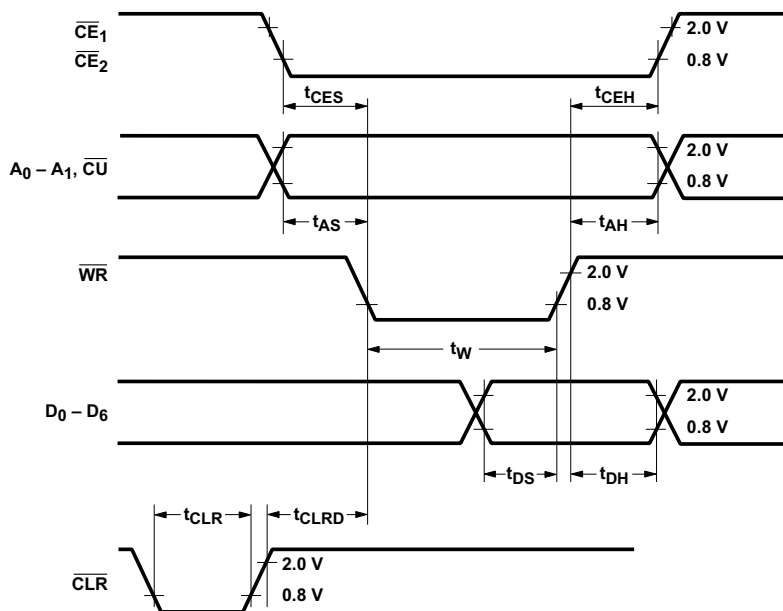 CE1 2.0 V
CE2 0.8 V
tCES tCEH
A0 – A1, CU 2.0 V
0.8 V
tAS tAH
WR 2.0 V
0.8 V
tW
D0 – D6 2.0 V
0.8 V
tDS tDH
tCLR tCLRD
CLR 2.0 V
0.8 V